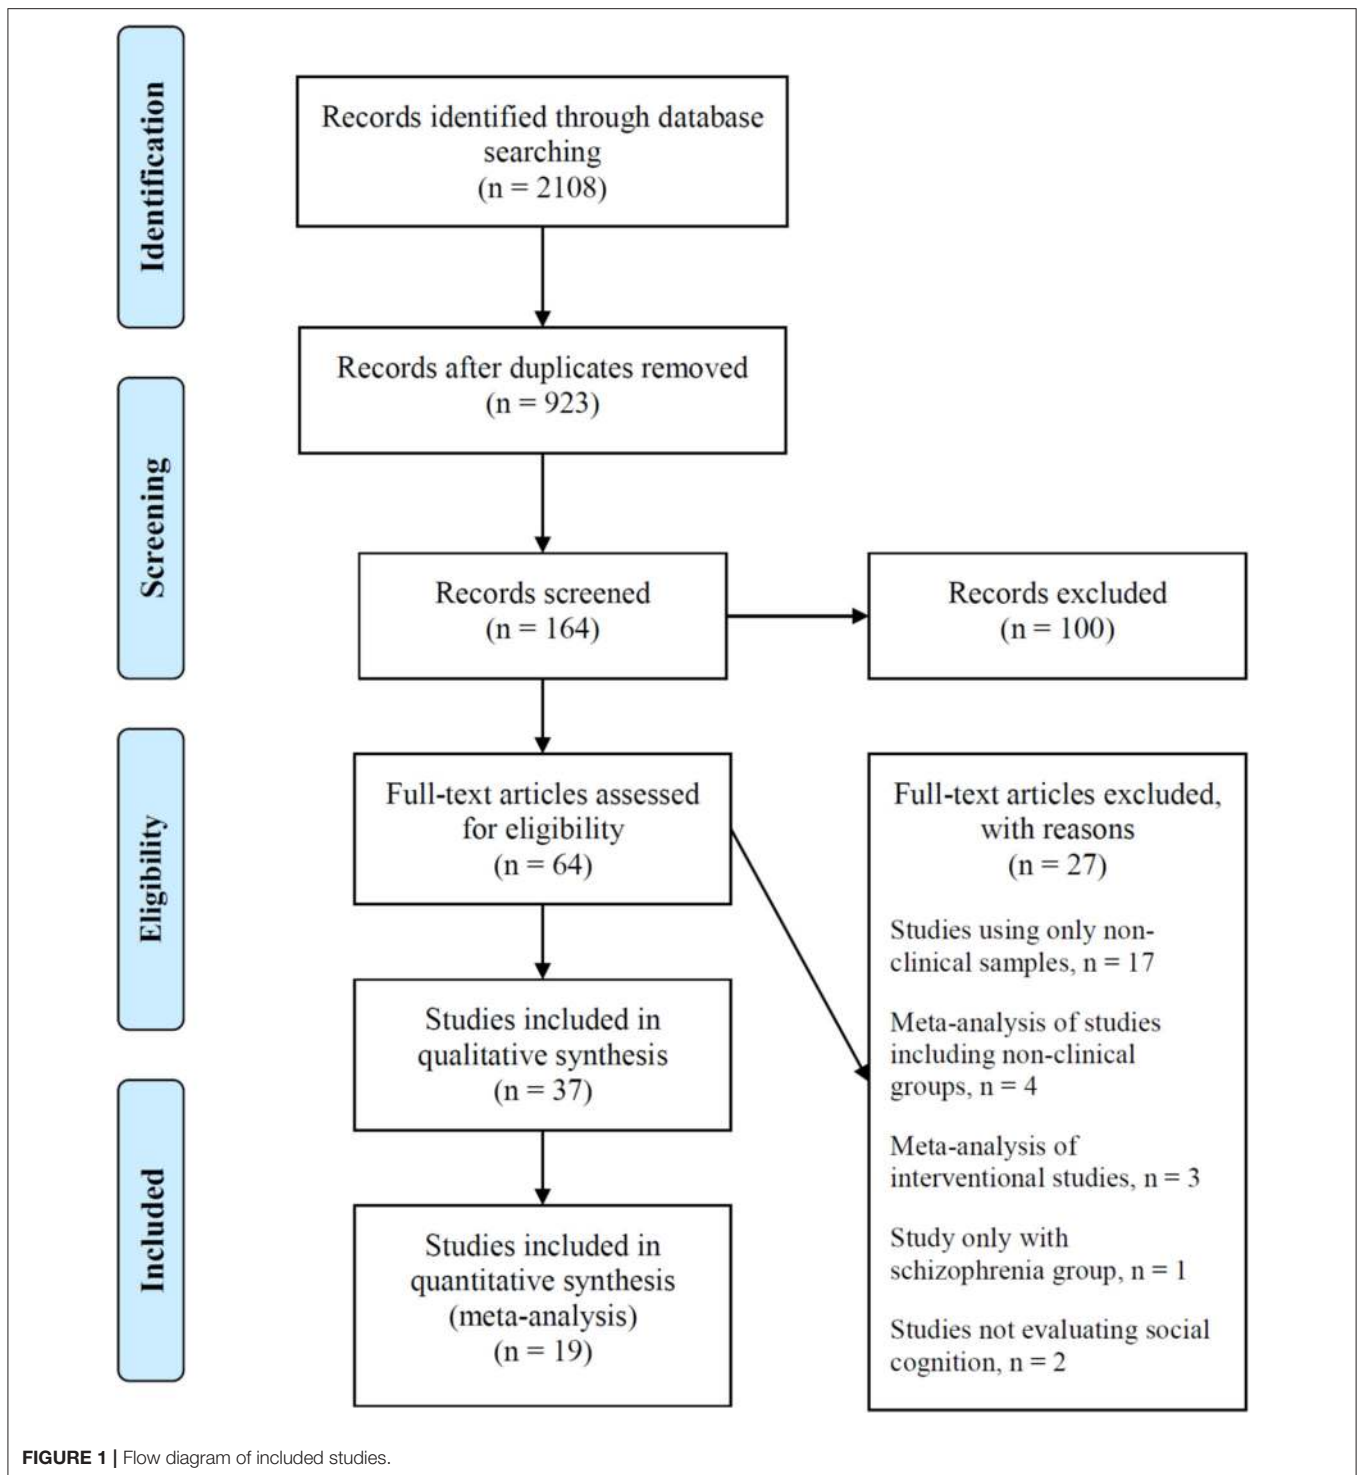 Identification
Records identified through database
searching
(n = 2108)
Records after duplicates removed
(n = 923)
Screening
Records screened
(n = 164)
Records excluded
(n = 100)
Eligibility
Full-text articles assessed
for eligibility
(n = 64)
Full-text articles excluded,
with reasons
(n = 27)
Studies using only non-
clinical samples, n = 17
Meta-analysis of studies
including non-clinical
groups, n = 4
Meta-analysis of
interventional studies, n = 3
Study only with
schizophrenia group, n = 1
Studies not evaluating social
cognition, n = 2
Studies included in
qualitative synthesis
(n = 37)
Included
Studies included in
quantitative synthesis
(meta-analysis)
(n = 19)
FIGURE 1 | Flow diagram of included studies.